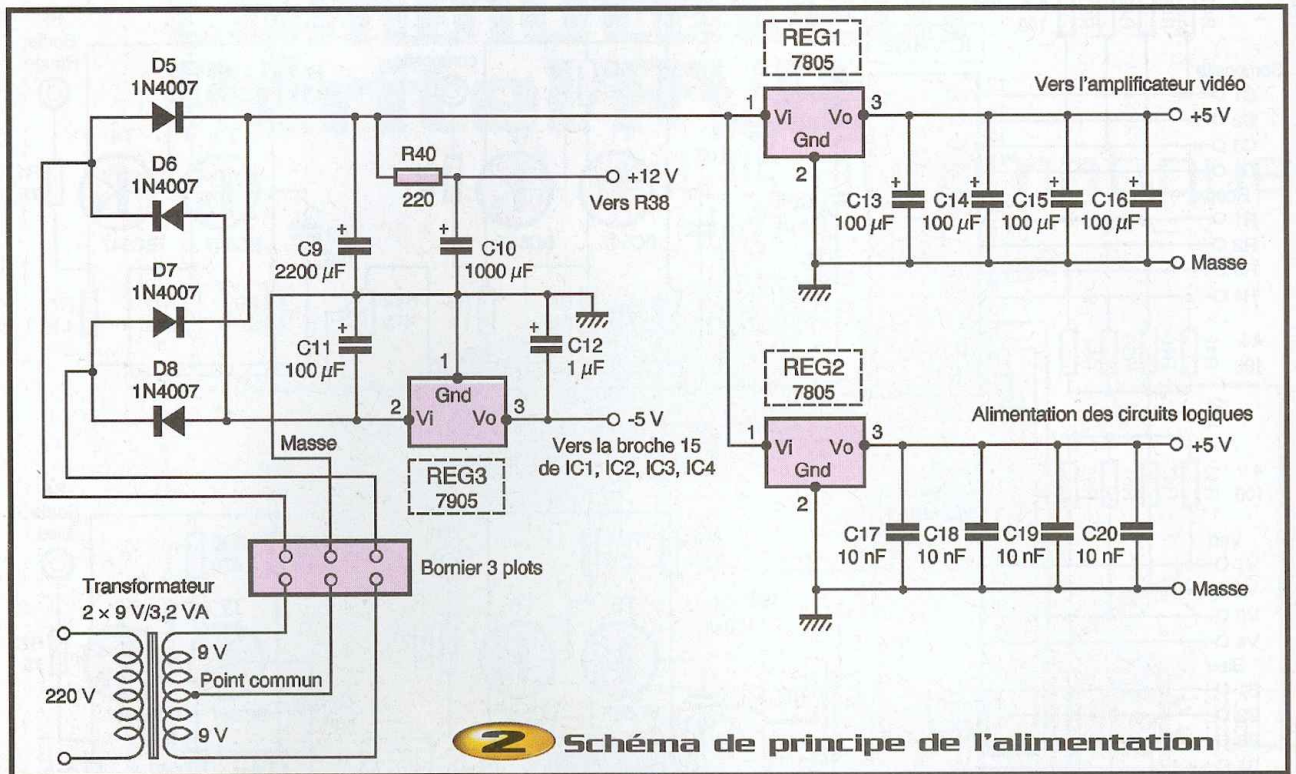 D5
1N4007
D6
1N4007
D7
1N4007
D8
1N4007
R40
220
+12 V
Vers R38
+
C9
2200 µF
+
C10
1000 µF
+
C11
100 µF
+
C12
1 µF
1
Gnd
2
Vi
Vo
3
-5 V
Vers la broche 15
de IC1, IC2, IC3, IC4
REG3
7905
Masse
Bornier 3 plots
Transformateur
2 × 9 V/3,2 VA
220 V
9 V
Point commun
9 V
REG1
7805
1
Vi
Vo
3
Gnd
2
Vers l'amplificateur vidéo
+5 V
+
C13
100 µF
+
C14
100 µF
+
C15
100 µF
+
C16
100 µF
Masse
REG2
7805
1
Vi
Vo
3
Gnd
2
Alimentation des circuits logiques
+5 V
C17
10 nF
C18
10 nF
C19
10 nF
C20
10 nF
Masse
2 Schéma de principe de l'alimentation